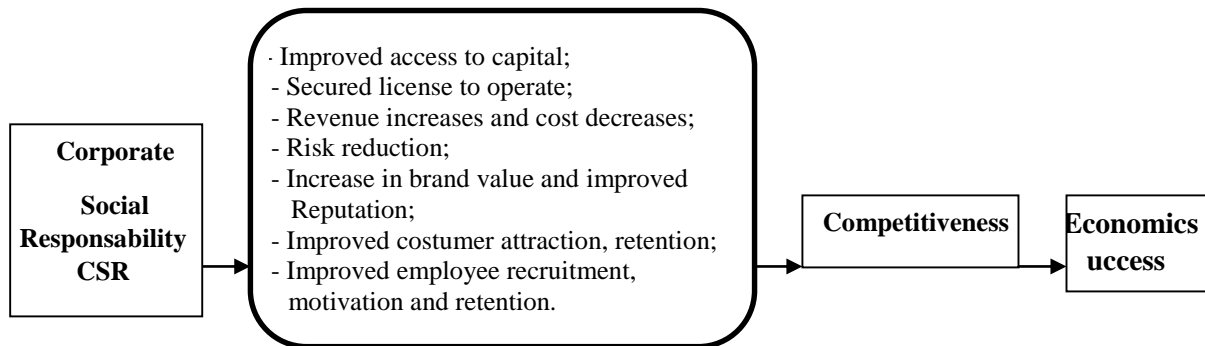 Corporate
Social
Responsability
CSR
- Improved access to capital;
- Secured license to operate;
- Revenue increases and cost decreases;
- Risk reduction;
- Increase in brand value and improved
Reputation;
- Improved costumer attraction, retention;
- Improved employee recruitment,
motivation and retention.
Competitiveness
Economics
uccess